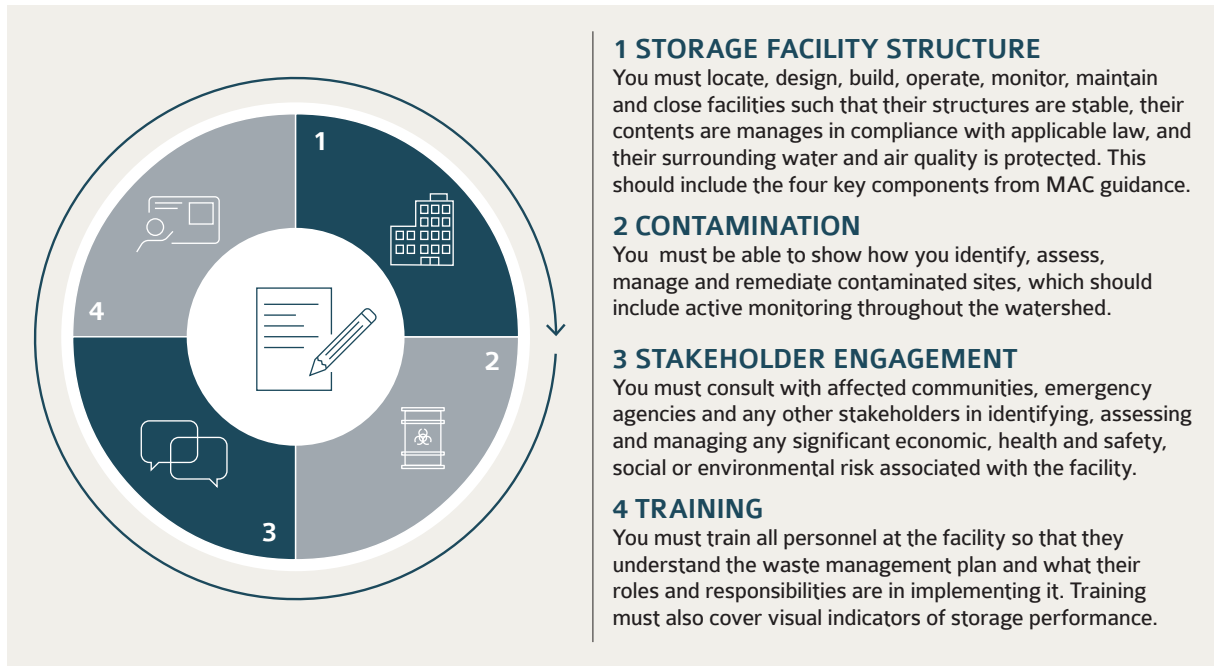 1
2
3
4
1 STORAGE FACILITY STRUCTURE
You must locate, design, build, operate, monitor, maintain
and close facilities such that their structures are stable, their
contents are manages in compliance with applicable law, and
their surrounding water and air quality is protected. This
should include the four key components from MAC guidance.
2 CONTAMINATION
You  must be able to show how you identify, assess,
manage and remediate contaminated sites, which should
include active monitoring throughout the watershed.
3 STAKEHOLDER ENGAGEMENT
You must consult with affected communities, emergency
agencies and any other stakeholders in identifying, assessing
and managing any significant economic, health and safety,
social or environmental risk associated with the facility.
4 TRAINING
You must train all personnel at the facility so that they
understand the waste management plan and what their
roles and responsibilities are in implementing it. Training
must also cover visual indicators of storage performance.